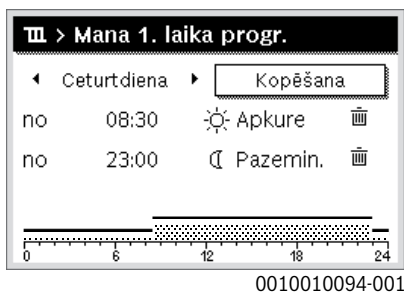 > Mana 1. laika progr.
Ceturtdiena Kopēšana
no 08:30 Apkure
no 23:00 Pazemin.
0 6 12 18 24
0010010094-001